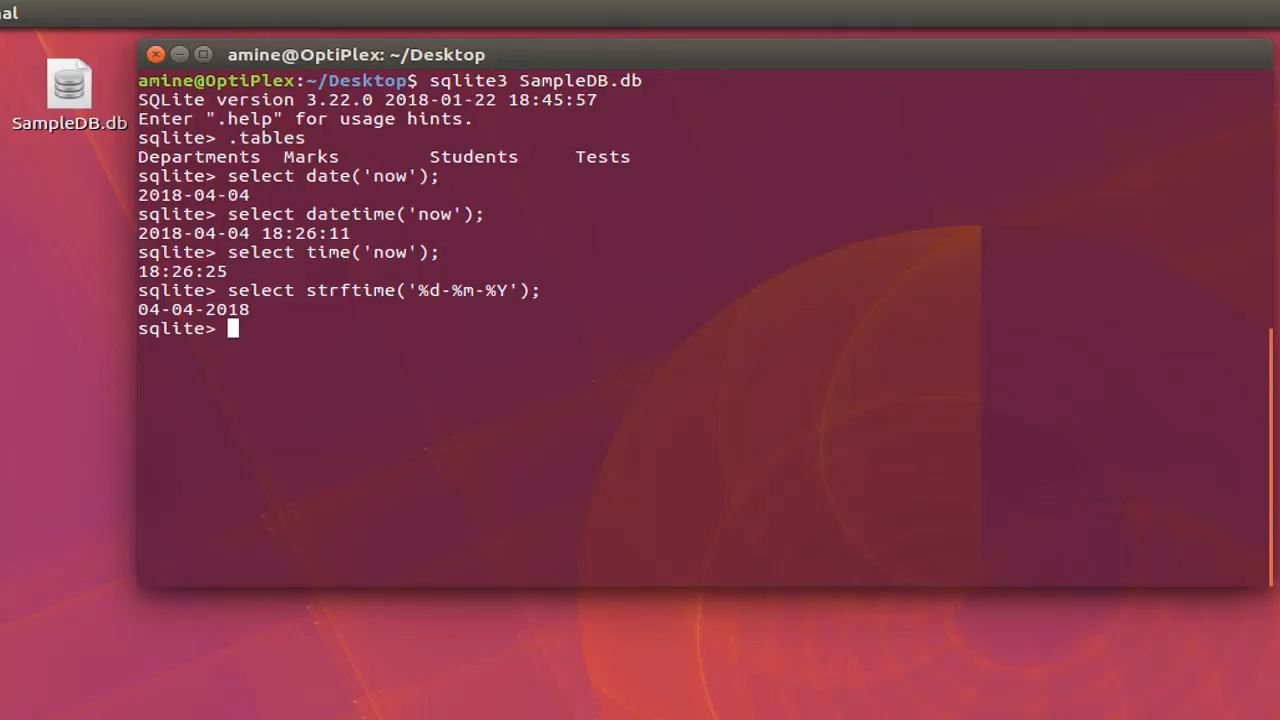 al
amine@OptiPlex: ~/Desktop
SampleDB.db
amine@OptiPlex:~/Desktop$ sqlite3 SampleDB.db
SQLite version 3.22.0 2018-01-22 18:45:57
Enter ".help" for usage hints.
sqlite> .tables
Departments  Marks        Students     Tests
sqlite> select date('now');
2018-04-04
sqlite> select datetime('now');
2018-04-04 18:26:11
sqlite> select time('now');
18:26:25
sqlite> select strftime('%d-%m-%Y');
04-04-2018
sqlite>